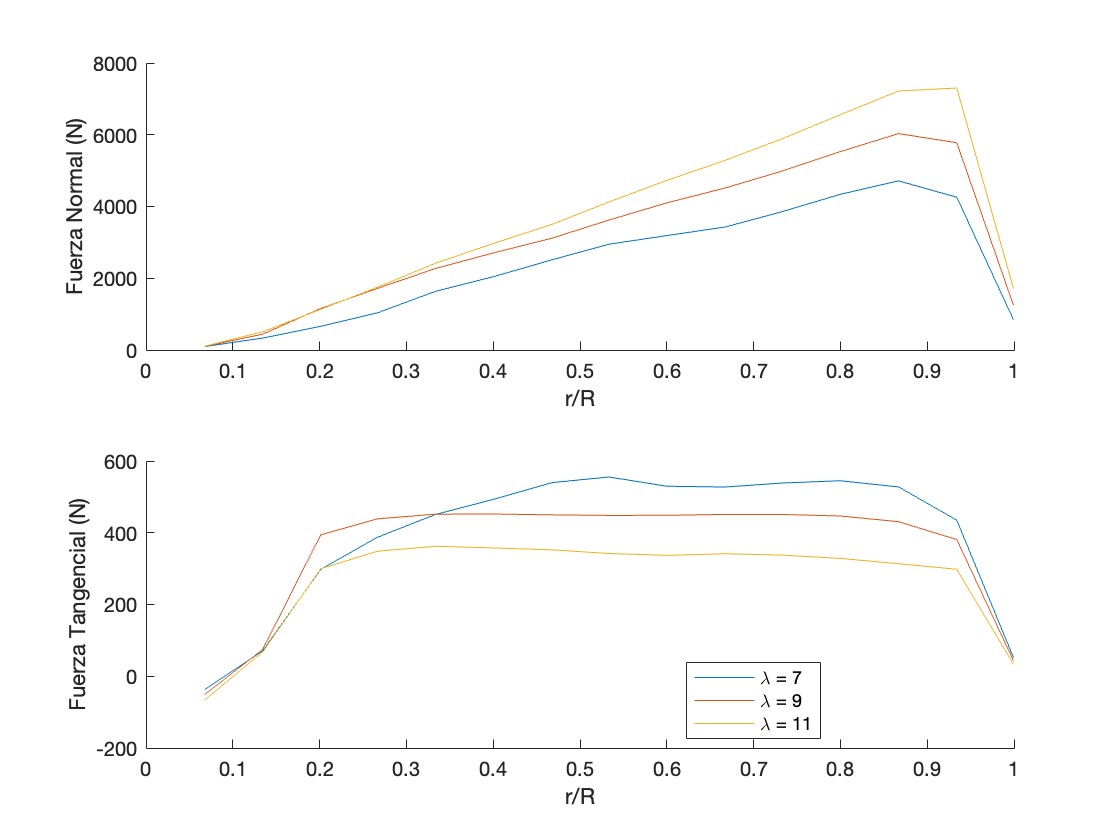 8000
6000
4000
2000
0
Fuerza Normal (N)
0 0.1 0.2 0.3 0.4 0.5 0.6 0.7 0.8 0.9 1
r/R
600
400
200
0
-200
Fuerza Tangencial (N)
λ = 7
λ = 9
λ = 11
0 0.1 0.2 0.3 0.4 0.5 0.6 0.7 0.8 0.9 1
r/R